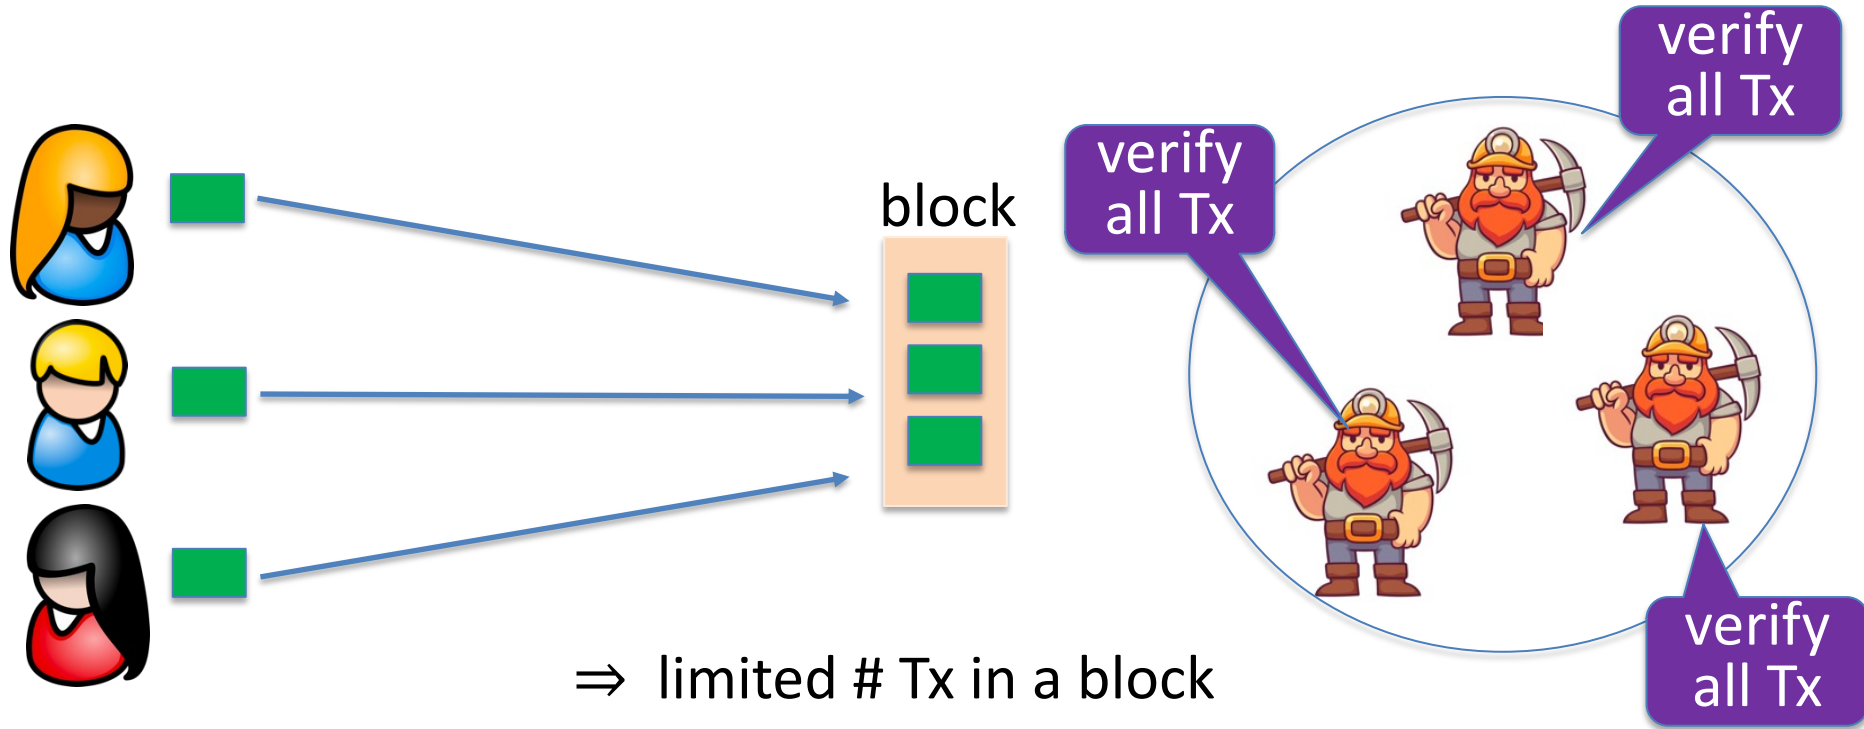 verify
all Tx
verify
all Tx
block
verify
all Tx
⇒ limited # Tx in a block